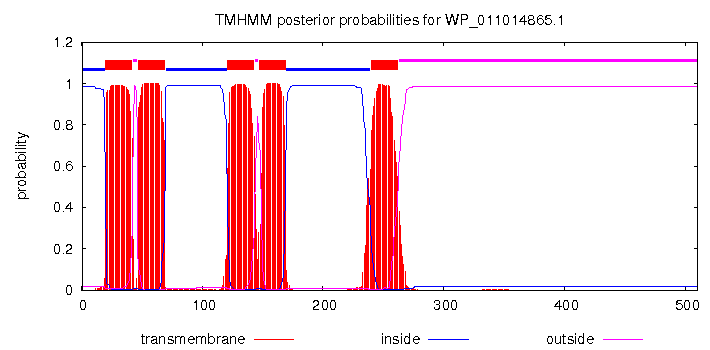 TMHMM posterior probabilities for WP_011014865.1
1.2
1
0.8
0.6
0.4
0.2
0
probability
0 100 200 300 400 500
transmembrane inside outside